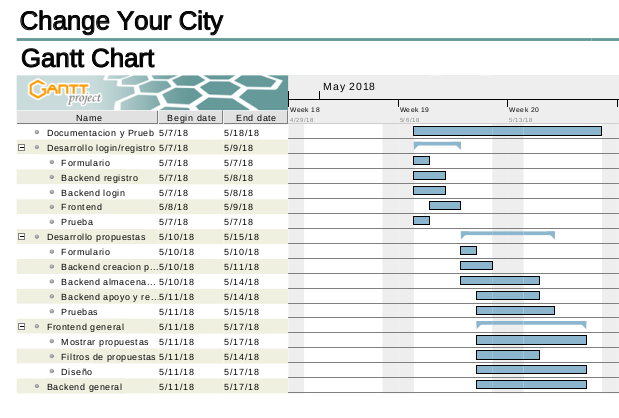 Change Your City
Gantt Chart
GANTT project
May 2018
Week 18 Week 19 Week 20
4/29/18 5/6/18 5/13/18
Name Begin date End date
Documentacion y Prueb 5/7/18 5/18/18
Desarrollo login/registro 5/7/18 5/9/18
Formulario 5/7/18 5/7/18
Backend registro 5/7/18 5/8/18
Backend login 5/7/18 5/8/18
Frontend 5/8/18 5/9/18
Prueba 5/7/18 5/7/18
Desarrollo propuestas 5/10/18 5/15/18
Formulario 5/10/18 5/10/18
Backend creacion p... 5/10/18 5/11/18
Backend almacena... 5/10/18 5/14/18
Backend apoyo y re... 5/11/18 5/14/18
Pruebas 5/11/18 5/15/18
Frontend general 5/11/18 5/17/18
Mostrar propuestas 5/11/18 5/17/18
Filtros de propuestas 5/11/18 5/14/18
Diseño 5/11/18 5/17/18
Backend general 5/11/18 5/17/18